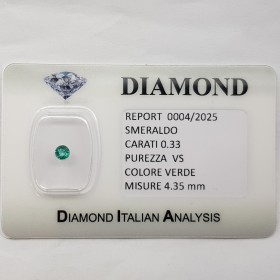 DIAMOND
REPORT 0004/2025
SMERALDO
CARATI 0.33
PUREZZA VS
COLORE VERDE
MISURE 4.35 mm
DIAMOND ITALIAN ANALYSIS